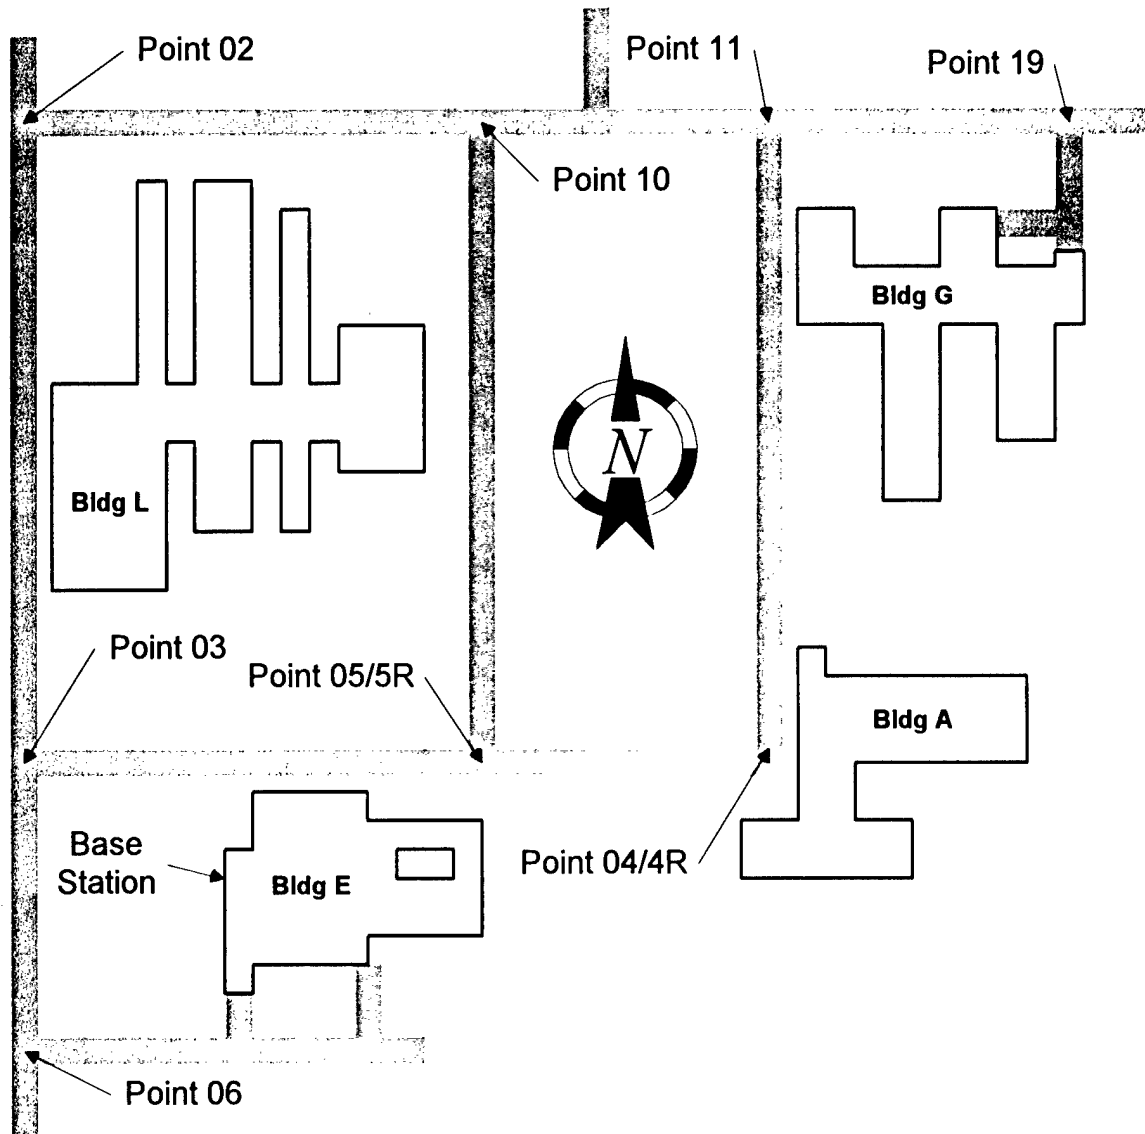 Point 02
Point 11
Point 19
Point 10
Bldg G
N
Bldg L
Point 03
Point 05/5R
Bldg A
Base
Station
Point 04/4R
Bldg E
Point 06